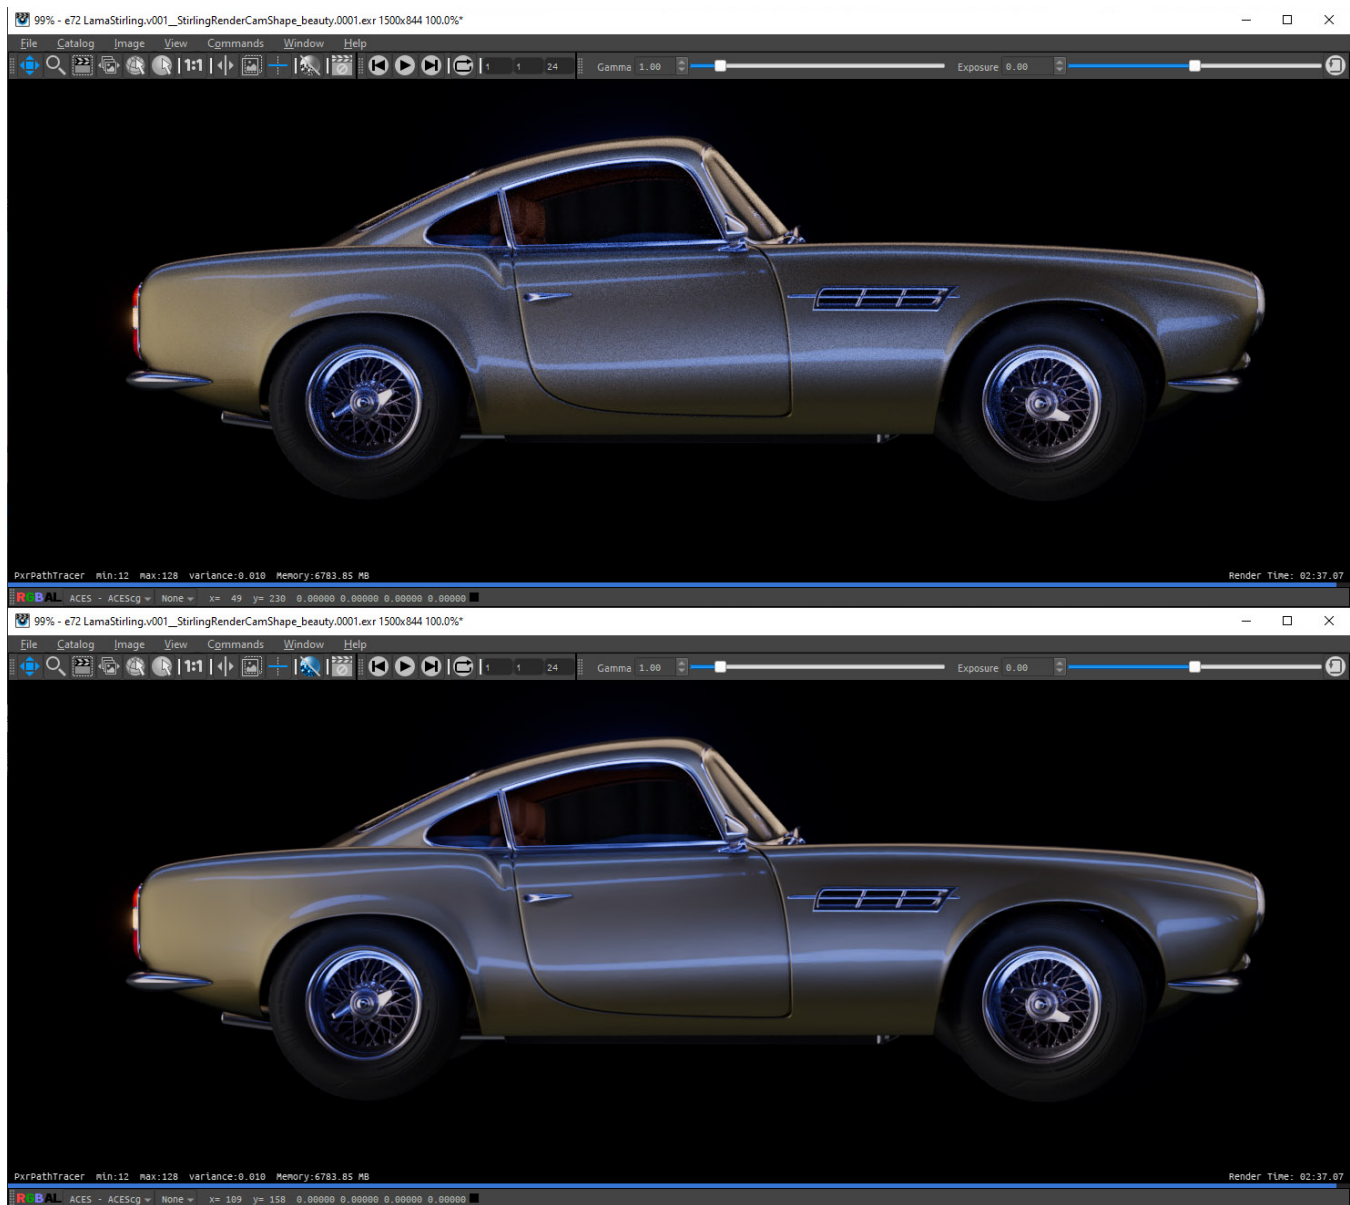 99% - e72 LamaStirling.v001__StirlingRenderCamShape_beauty.0001.exr 1500x844 100.0%*
File Catalog Image View Commands Window Help
1:1 1 1 24 Gamma 1.00 Exposure 0.00
PxrPathTracer min:12 max:128 variance:0.010 Memory:6783.85 MB Render Time: 02:37.07
RGBAL ACES - ACEScg None x= 49 y= 230 0.00000 0.00000 0.00000 0.00000
99% - e72 LamaStirling.v001__StirlingRenderCamShape_beauty.0001.exr 1500x844 100.0%*
File Catalog Image View Commands Window Help
1:1 1 1 24 Gamma 1.00 Exposure 0.00
PxrPathTracer min:12 max:128 variance:0.010 Memory:6783.85 MB Render Time: 02:37.07
RGBAL ACES - ACEScg None x= 109 y= 158 0.00000 0.00000 0.00000 0.00000